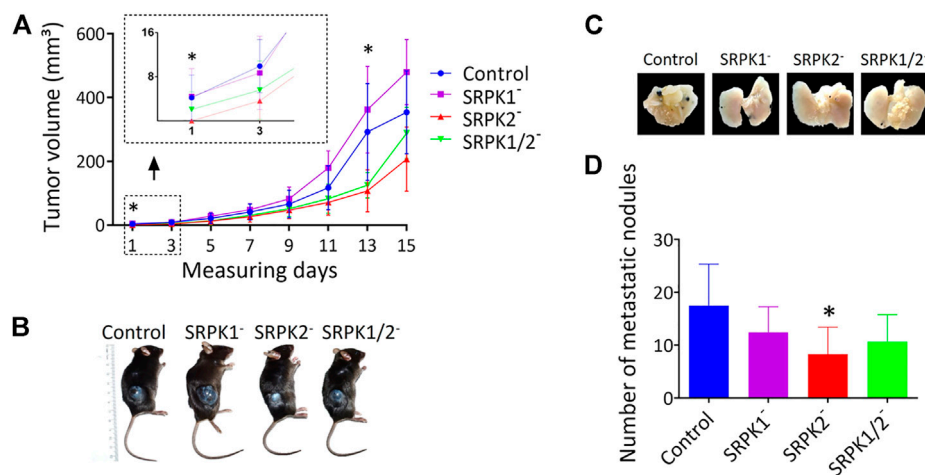 A
Tumor volume (mm³)
600
400
200
0
16
8
*
1
3
*
*
1 3 5 7 9 11 13 15
Measuring days
Control
SRPK1⁻
SRPK2⁻
SRPK1/2⁻
B
Control SRPK1⁻ SRPK2⁻ SRPK1/2⁻
C
Control SRPK1⁻ SRPK2⁻ SRPK1/2⁻
D
Number of metastatic nodules
30
20
10
0
*
Control
SRPK1⁻
SRPK2⁻
SRPK1/2⁻